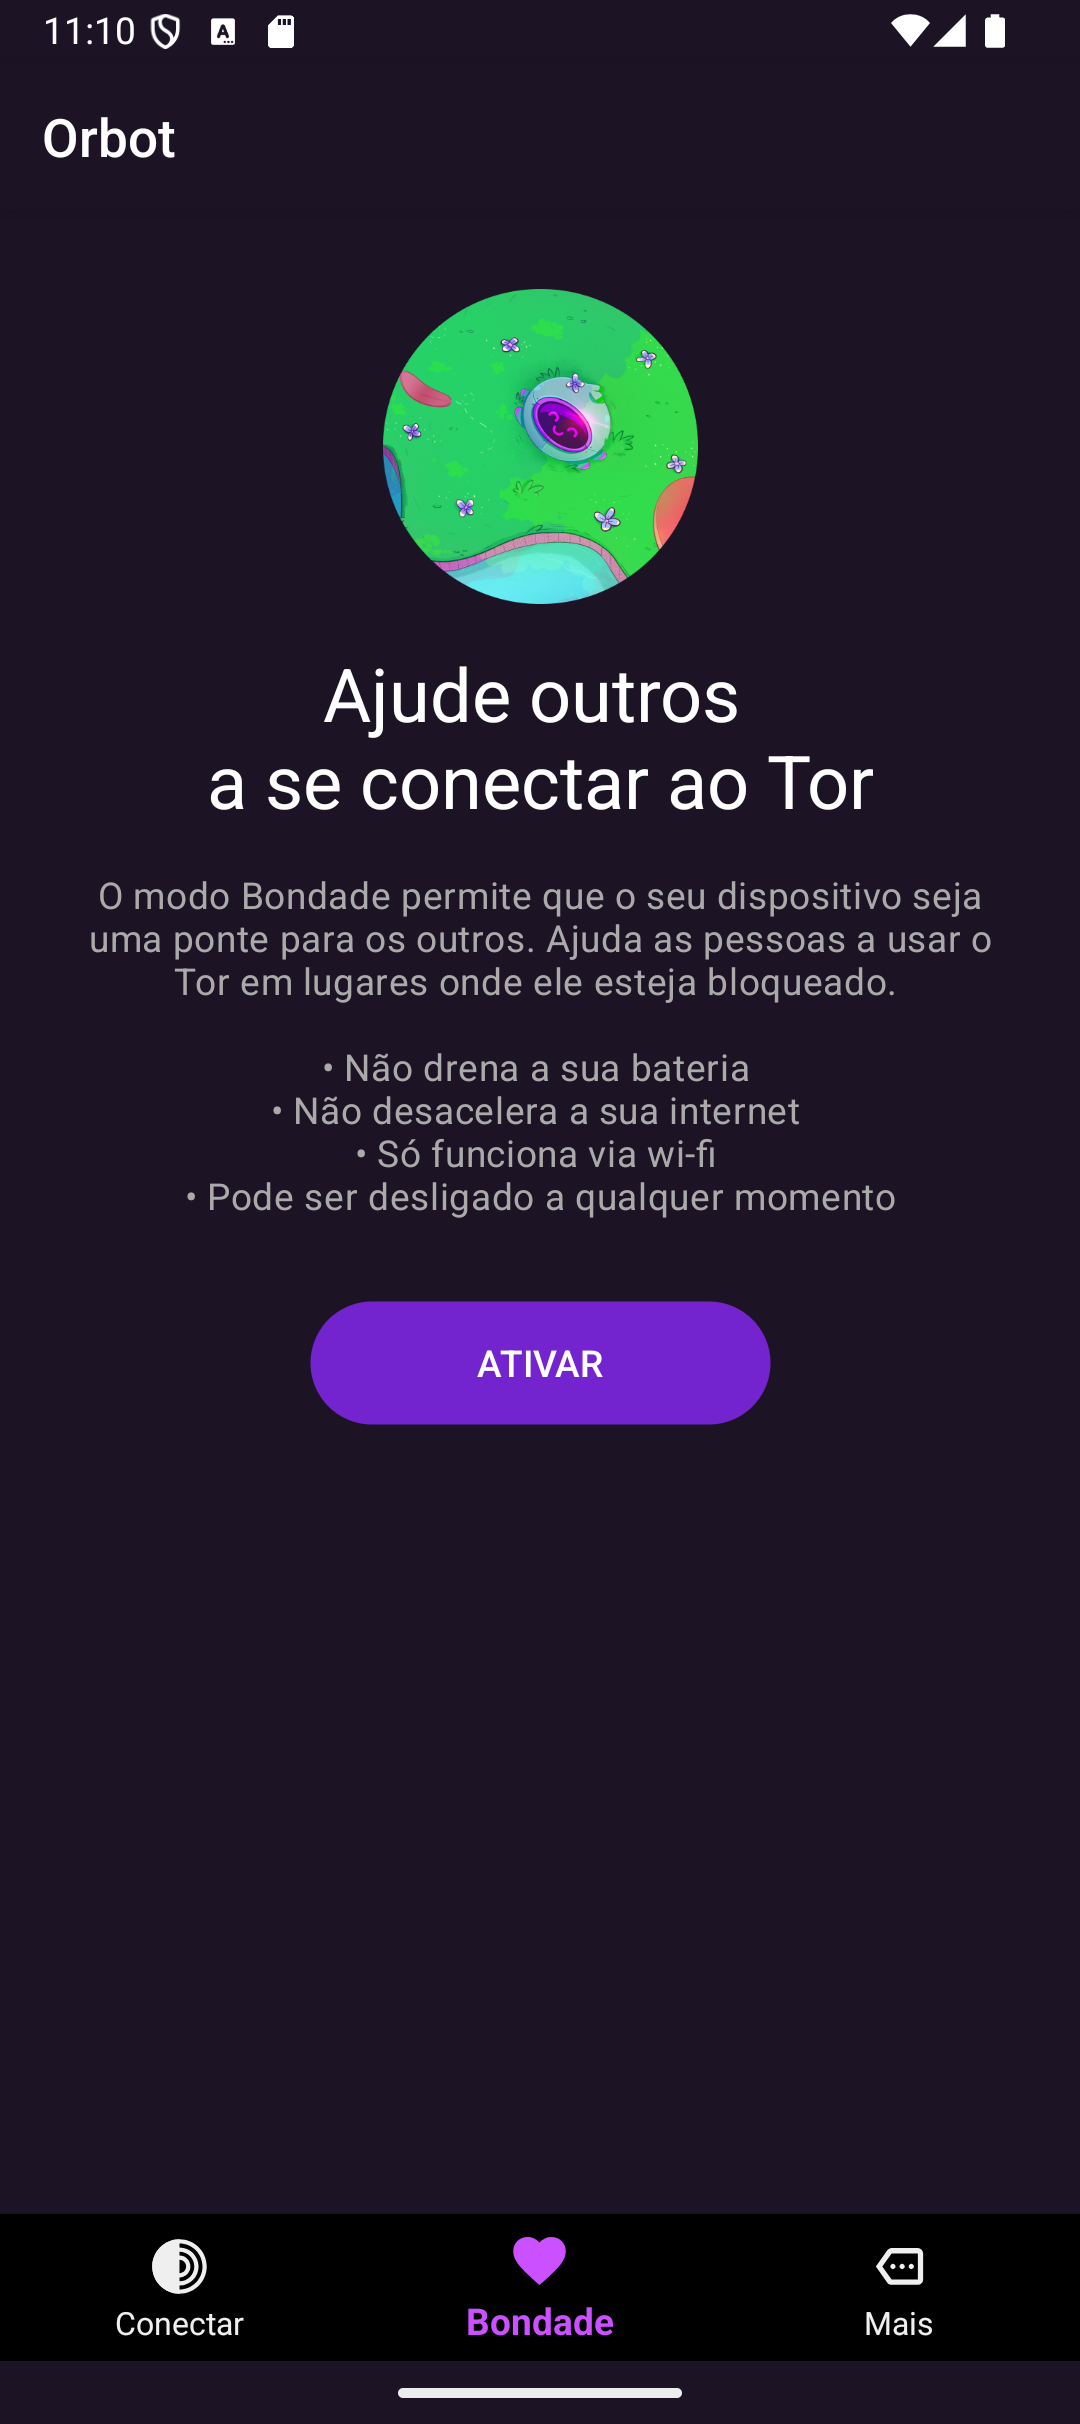 11:10
Orbot
Ajude outros
a se conectar ao Tor
O modo Bondade permite que o seu dispositivo seja
uma ponte para os outros. Ajuda as pessoas a usar o
Tor em lugares onde ele esteja bloqueado.
• Não drena a sua bateria
• Não desacelera a sua internet
• Só funciona via wi-fi
• Pode ser desligado a qualquer momento
ATIVAR
Conectar
Bondade
Mais